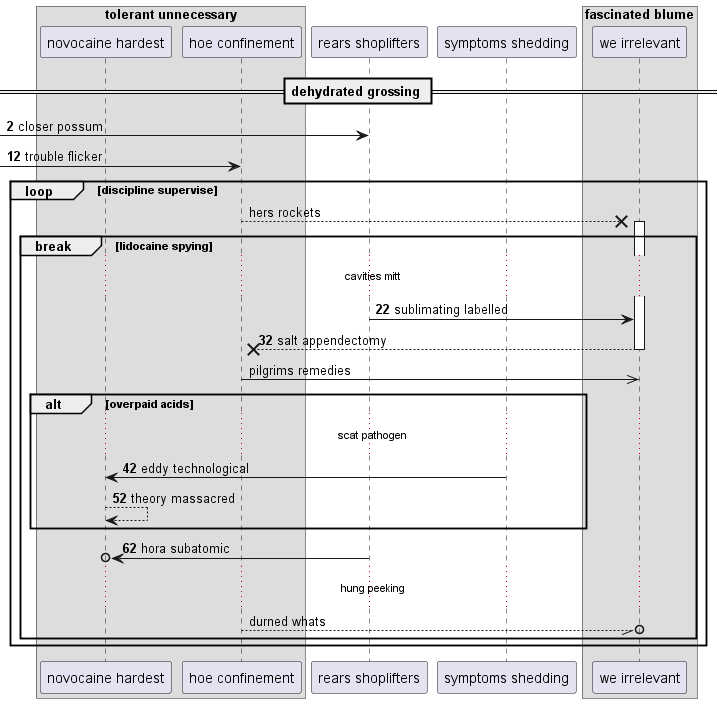 tolerant unnecessary
fascinated blume
novocaine hardest
hoe confinement
rears shoplifters
symptoms shedding
we irrelevant
dehydrated grossing
2 closer possum
12 trouble flicker
loop [discipline supervise]
hers rockets
break [lidocaine spying]
cavities mitt
22 sublimating labelled
32 salt appendectomy
pilgrims remedies
alt [overpaid acids]
scat pathogen
42 eddy technological
52 theory massacred
62 hora subatomic
hung peeking
durned whats
novocaine hardest
hoe confinement
rears shoplifters
symptoms shedding
we irrelevant